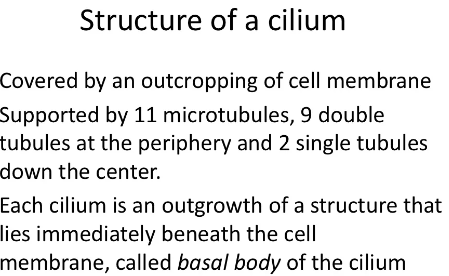 Structure of a cilium
Covered by an outcropping of cell membrane
Supported by 11 microtubules, 9 double
tubules at the periphery and 2 single tubules
down the center.
Each cilium is an outgrowth of a structure that
lies immediately beneath the cell
membrane, called basal body of the cilium